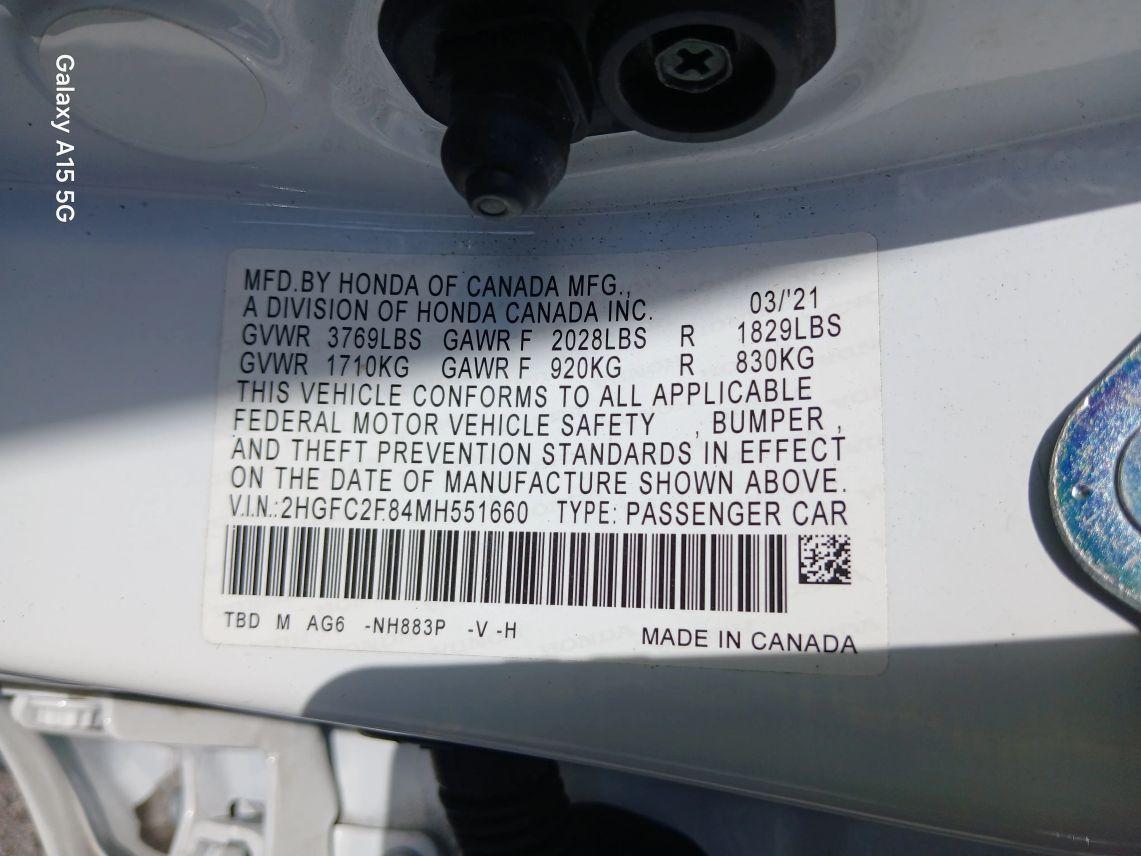 Galaxy A15 5G
MFD.BY HONDA OF CANADA MFG.,
A DIVISION OF HONDA CANADA INC. 03/'21
GVWR 3769LBS GAWR F 2028LBS R 1829LBS
GVWR 1710KG GAWR F 920KG R 830KG
THIS VEHICLE CONFORMS TO ALL APPLICABLE
FEDERAL MOTOR VEHICLE SAFETY , BUMPER ,
AND THEFT PREVENTION STANDARDS IN EFFECT
ON THE DATE OF MANUFACTURE SHOWN ABOVE.
V.I.N.:2HGFC2F84MH551660 TYPE: PASSENGER CAR
TBD M AG6 -NH883P -V -H
MADE IN CANADA